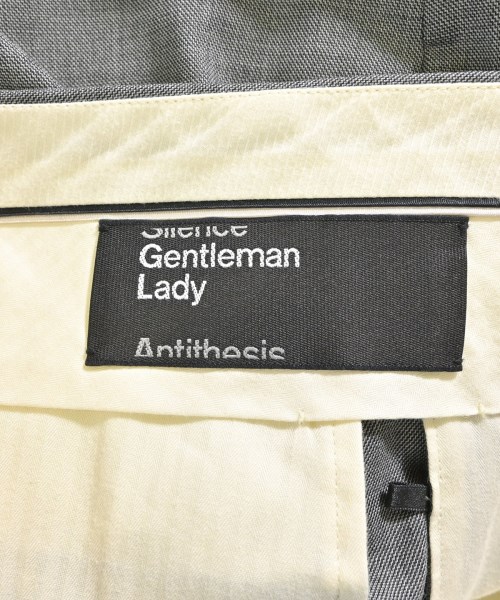 Silence
Gentleman
Lady
Antithesis